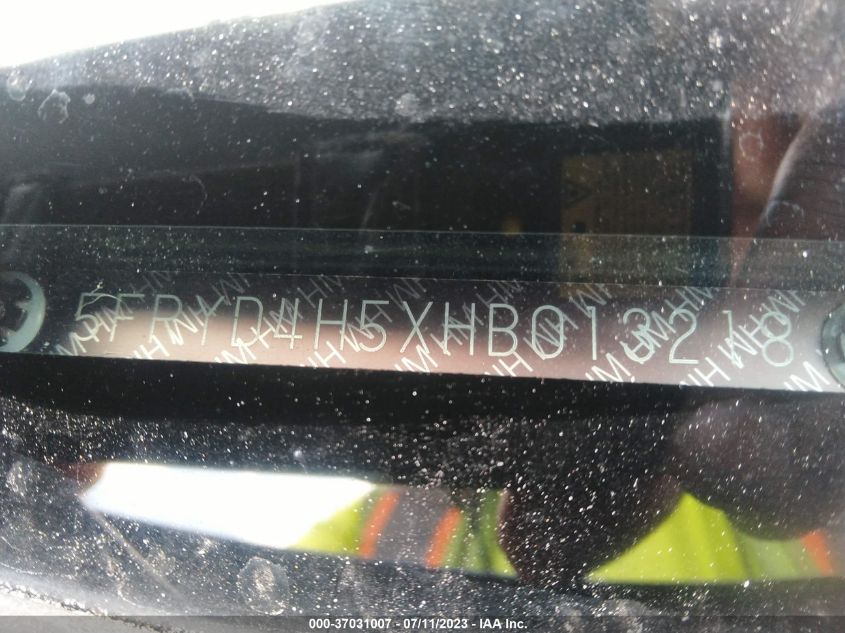 5FRYD4H5XHB013218
000-37031007 - 07/11/2023 - IAA Inc.